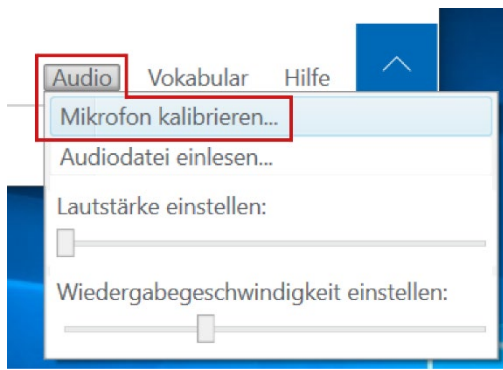 Audio Vokabular Hilfe
Mikrofon kalibrieren...
Audiodatei einlesen...
Lautstärke einstellen:
Wiedergabegeschwindigkeit einstellen: